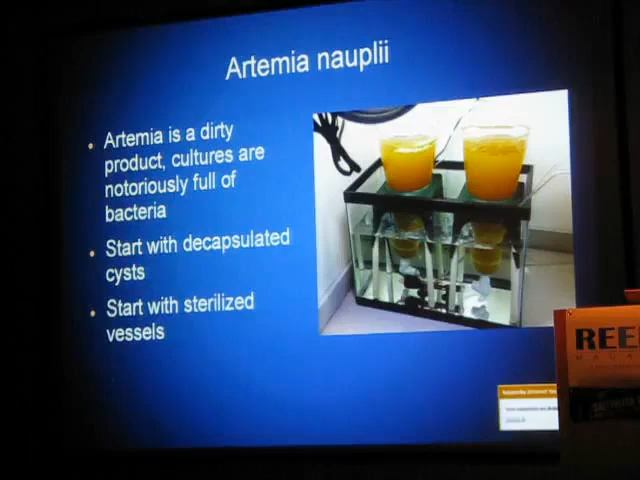 Artemia nauplii
• Artemia is a dirty
product, cultures are
notoriously full of
bacteria
• Start with decapsulated
cysts
• Start with sterilized
vessels
REE
MAGA